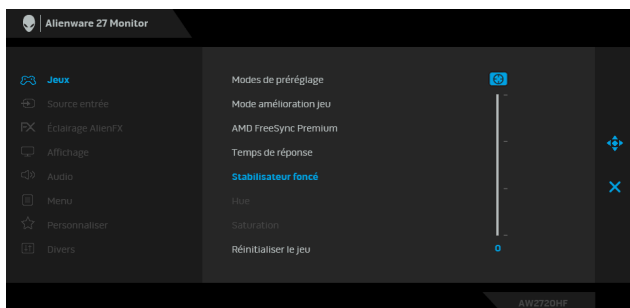 Alienware 27 Monitor
Jeux
Source entrée
FX Éclairage AlienFX
Affichage
Audio
Menu
Personnaliser
Divers
Modes de préréglage
Mode amélioration jeu
AMD FreeSync Premium
Temps de réponse
Stabilisateur foncé
Hue
Saturation
Réinitialiser le jeu
0
AW2720HF